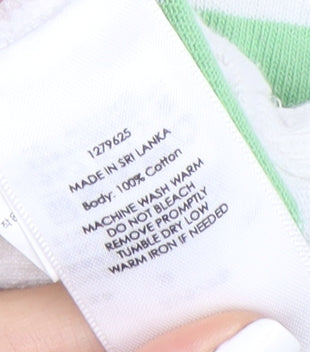 1279625
MADE IN SRI LANKA
Body: 100% Cotton
MACHINE WASH WARM
DO NOT BLEACH
REMOVE PROMPTLY
TUMBLE DRY LOW
WARM IRON IF NEEDED